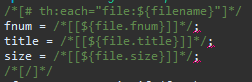 /*[# th:each="file:${filename}"]*/
fnum = /*[[${file.fnum}]]*/;
title = /*[[${file.title}]]*/;
size = /*[[${file.size}]]*/;
/*[/]*/